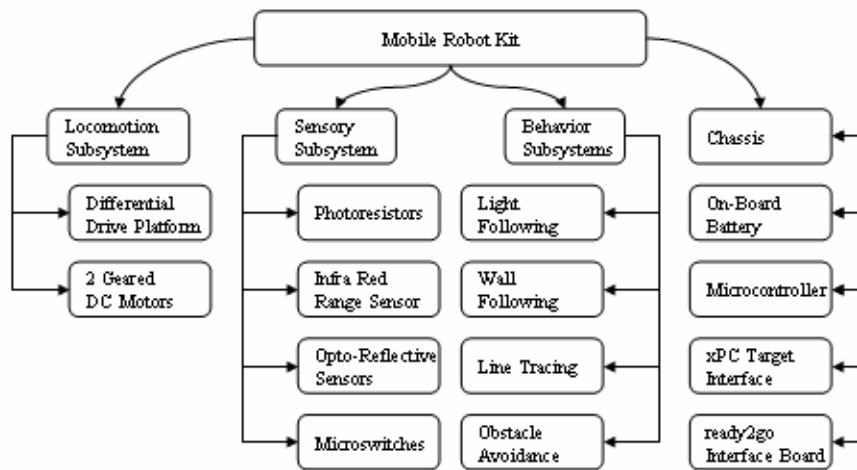 Mobile Robot Kit
Locomotion
Subsystem
Sensory
Subsystem
Behavior
Subsystems
Chassis
Differential
Drive Platform
Photoresistors
Light
Following
On-Board
Battery
2 Geared
DC Motors
Infra Red
Range Sensor
Wall
Following
Microcontroller
Opto-Reflective
Sensors
Line Tracing
xPC Target
Interface
Microswitches
Obstacle
Avoidance
ready2go
Interface Board